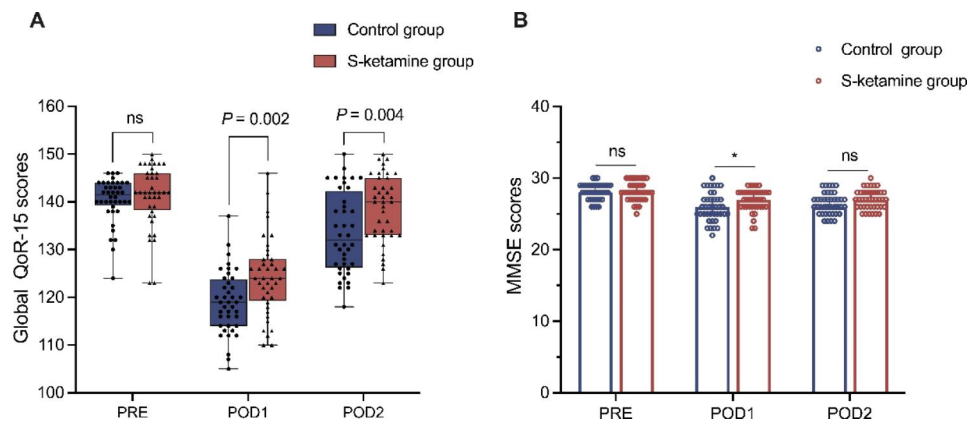 A
Control group
S-ketamine group
Global QoR-15 scores
160
150
140
130
120
110
100
ns
P = 0.002
P = 0.004
PRE
POD1
POD2
B
Control group
S-ketamine group
MMSE scores
40
30
20
10
0
ns
*
ns
PRE
POD1
POD2